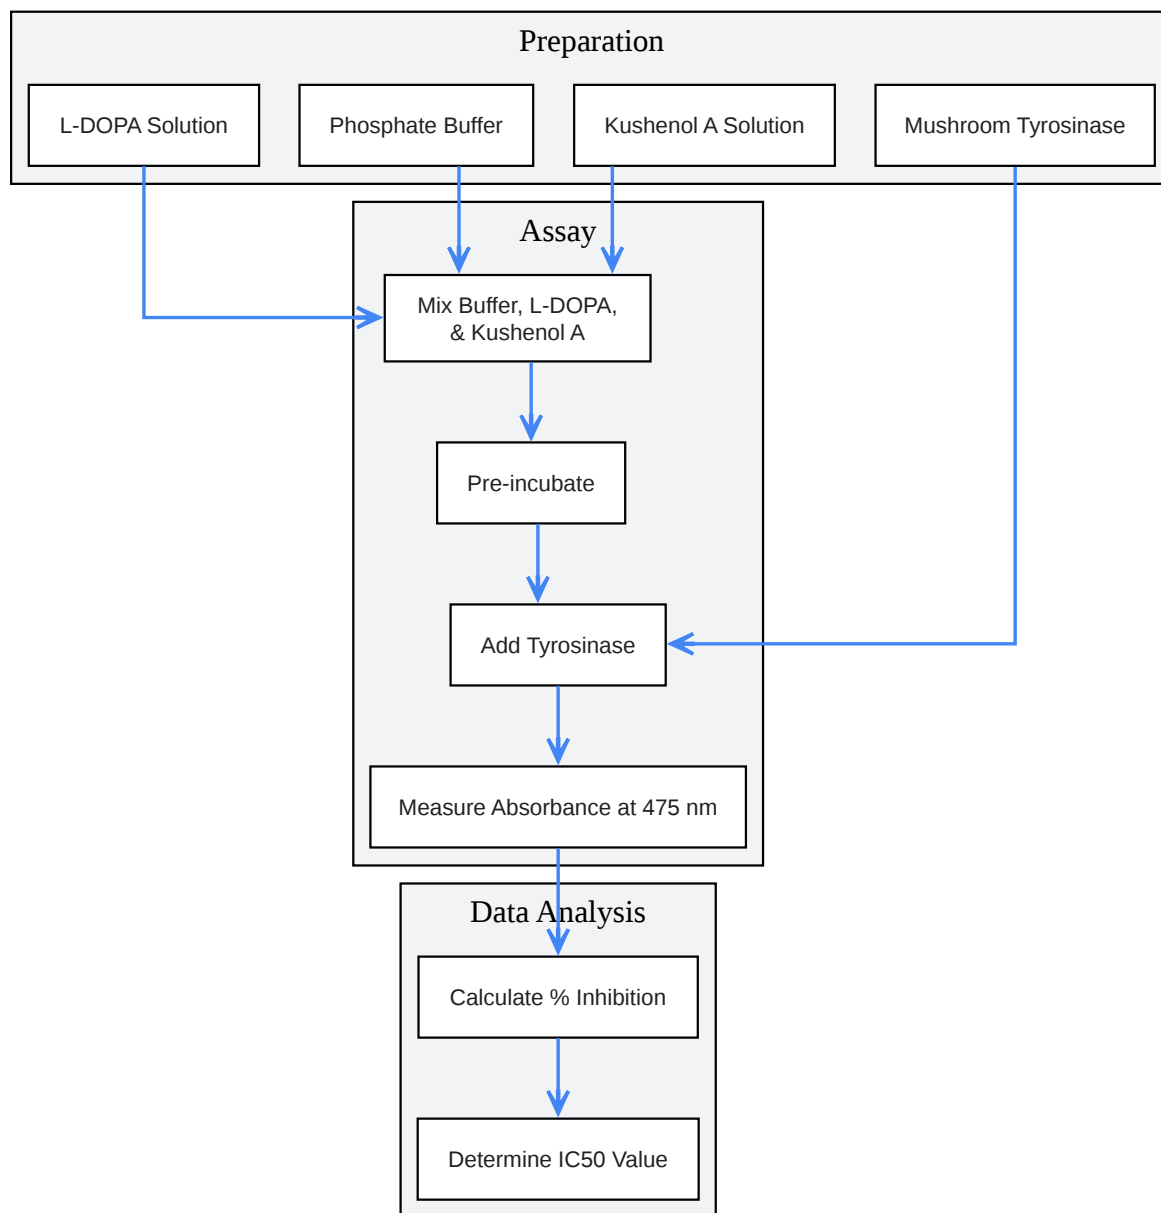 Preparation
L-DOPA Solution
Phosphate Buffer
Kushenol A Solution
Mushroom Tyrosinase
Assay
Mix Buffer, L-DOPA,
& Kushenol A
Pre-incubate
Add Tyrosinase
Measure Absorbance at 475 nm
Data Analysis
Calculate % Inhibition
Determine IC50 Value